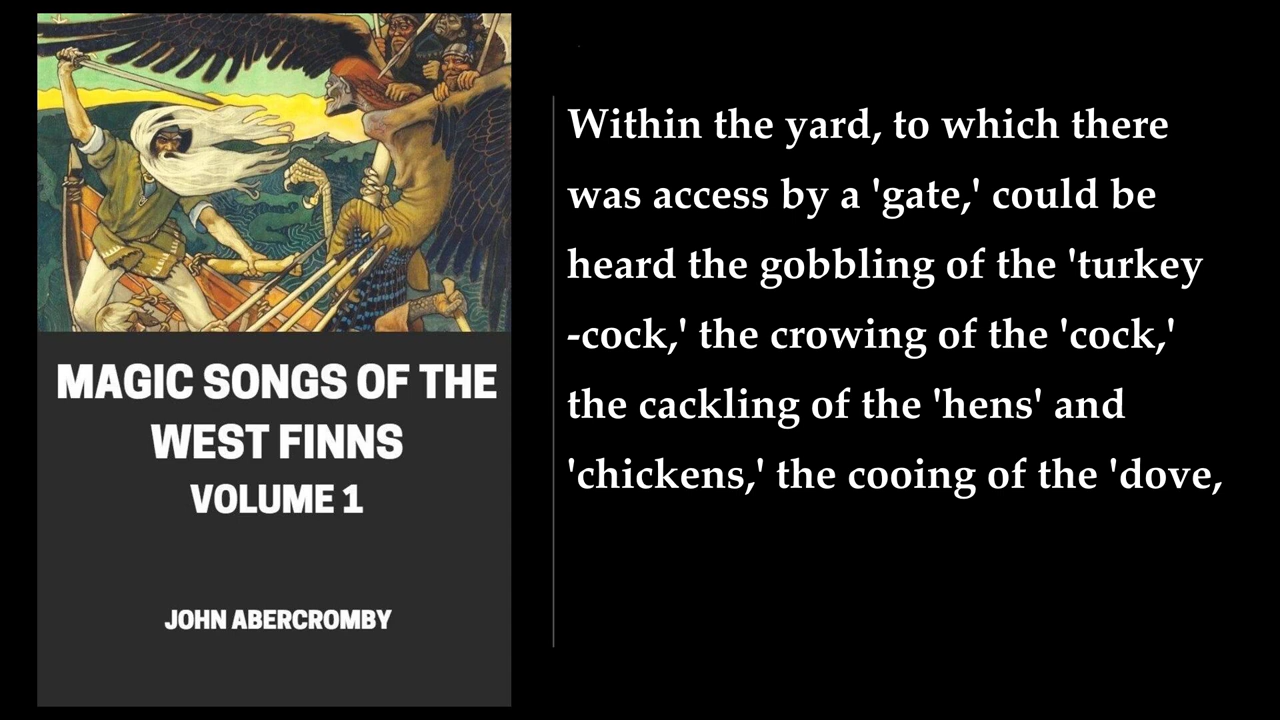 MAGIC SONGS OF THE
WEST FINNS
VOLUME 1
JOHN ABERCROMBY
Within the yard, to which there
was access by a 'gate,' could be
heard the gobbling of the 'turkey
-cock,' the crowing of the 'cock,'
the cackling of the 'hens' and
'chickens,' the cooing of the 'dove,